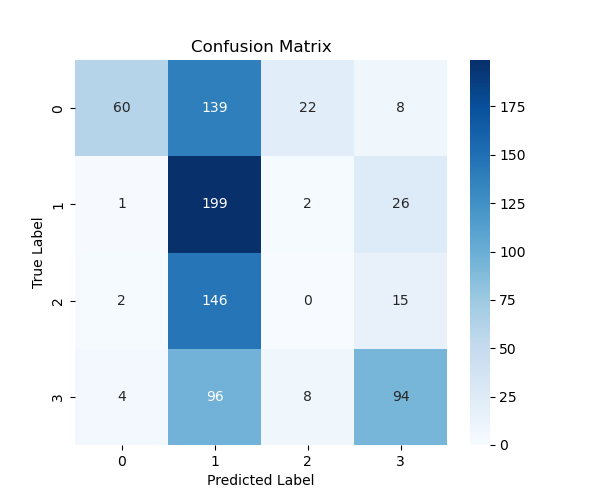 Confusion Matrix
True Label
0 60 139 22 8
1 1 199 2 26
2 2 146 0 15
3 4 96 8 94
0 1 2 3
Predicted Label
175
150
125
100
75
50
25
0